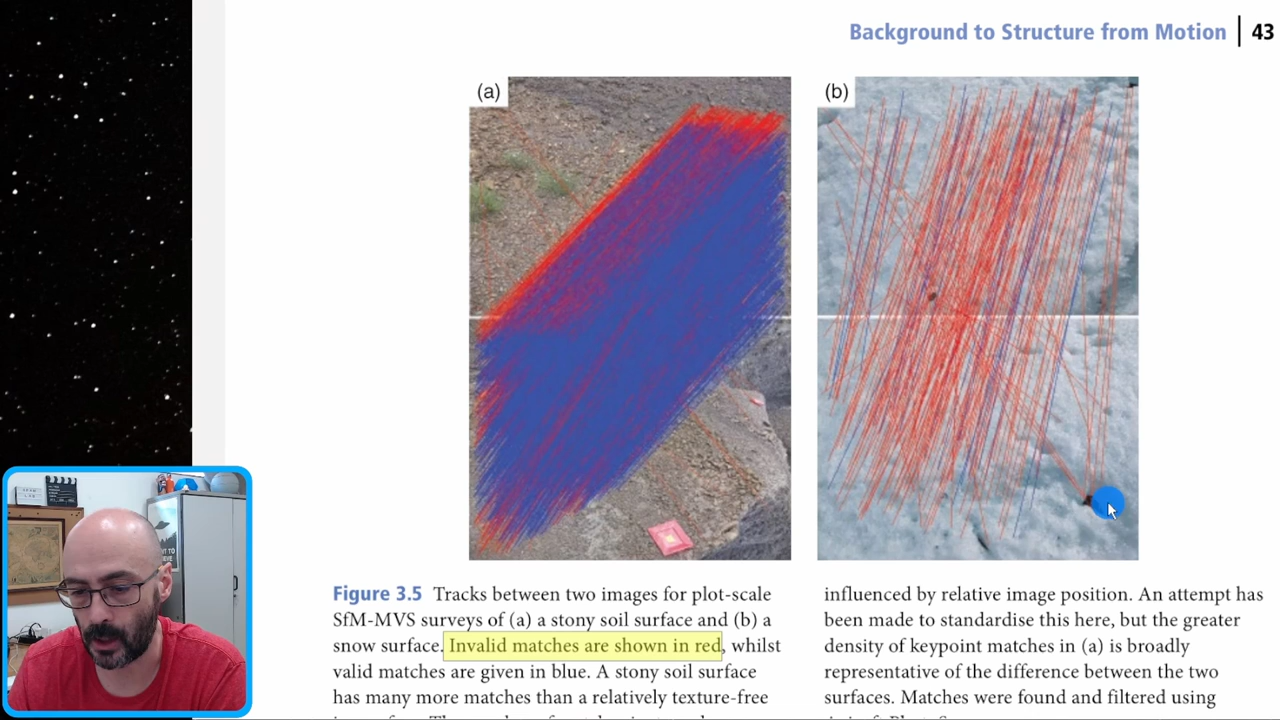 Background to Structure from Motion | 43
(a)
(b)
Figure 3.5 Tracks between two images for plot-scale
SfM-MVS surveys of (a) a stony soil surface and (b) a
snow surface. Invalid matches are shown in red, whilst
valid matches are given in blue. A stony soil surface
has many more matches than a relatively texture-free
influenced by relative image position. An attempt has
been made to standardise this here, but the greater
density of keypoint matches in (a) is broadly
representative of the difference between the two
surfaces. Matches were found and filtered using